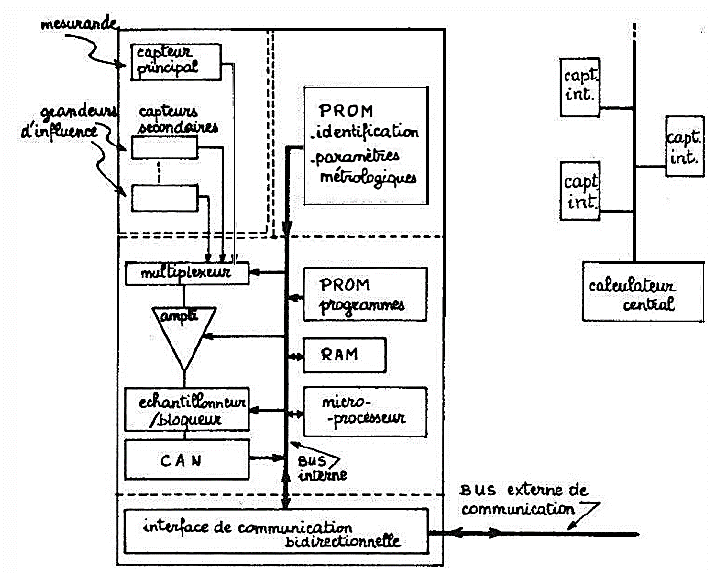 mesurande
capteur
principal
grandeurs
d'influence
capteurs
secondaires
PROM
-identification
-paramètres
métrologiques
multiplexeur
ampli
échantillonneur
/bloqueur
CAN
PROM
programmes
RAM
micro-
-processeur
BUS
interne
interface de communication
bidirectionnelle
BUS externe de
communication
capt.
int.
capt.
int.
capt.
int.
calculateur
central